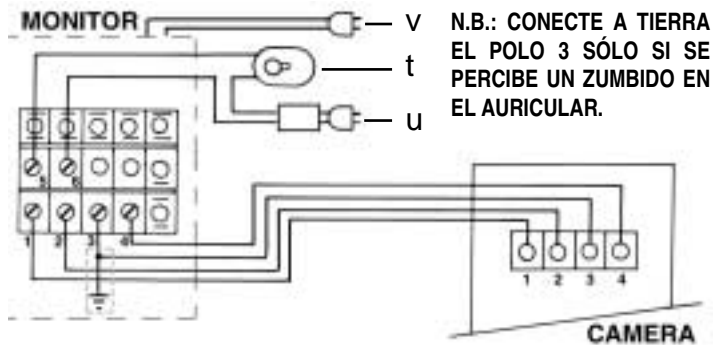 MONITOR
v
t
u
N.B.: CONECTE A TIERRA
EL POLO 3 SÓLO SI SE
PERCIBE UN ZUMBIDO EN
EL AURICULAR.
5 6
1 2 3 4
1 2 3 4
CAMERA